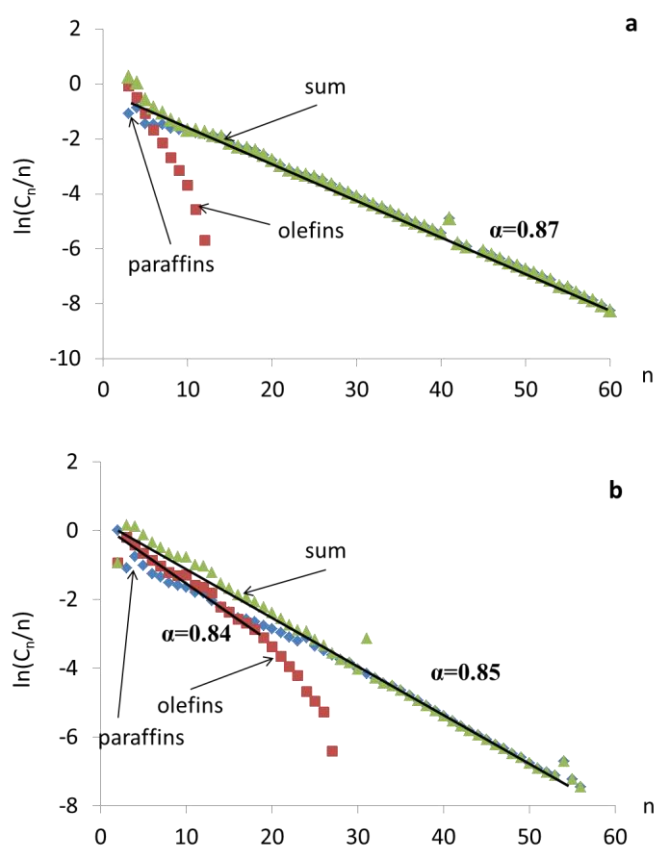 a
2
0
-2
-4
-6
-8
-10
ln(Cₙ/n)
sum
olefins
paraffins
α=0.87
0 10 20 30 40 50 60 n
b
2
0
-2
-4
-6
-8
ln(Cₙ/n)
sum
α=0.84
α=0.85
olefins
paraffins
0 10 20 30 40 50 60 n